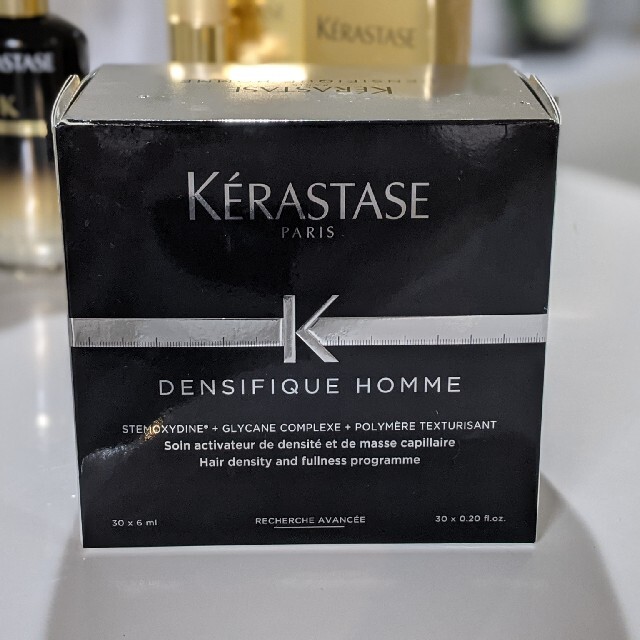 KÉRASTASE
KÉRASTASE
KÉRASTASE
PARIS
K
DENSIFIQUE HOMME
STEMOXYDINE® + GLYCANE COMPLEXE + POLYMÈRE TEXTURISANT
Soin activateur de densité et de masse capillaire
Hair density and fullness programme
30 x 6 ml
RECHERCHE AVANCÉE
30 x 0.20 fl.oz.